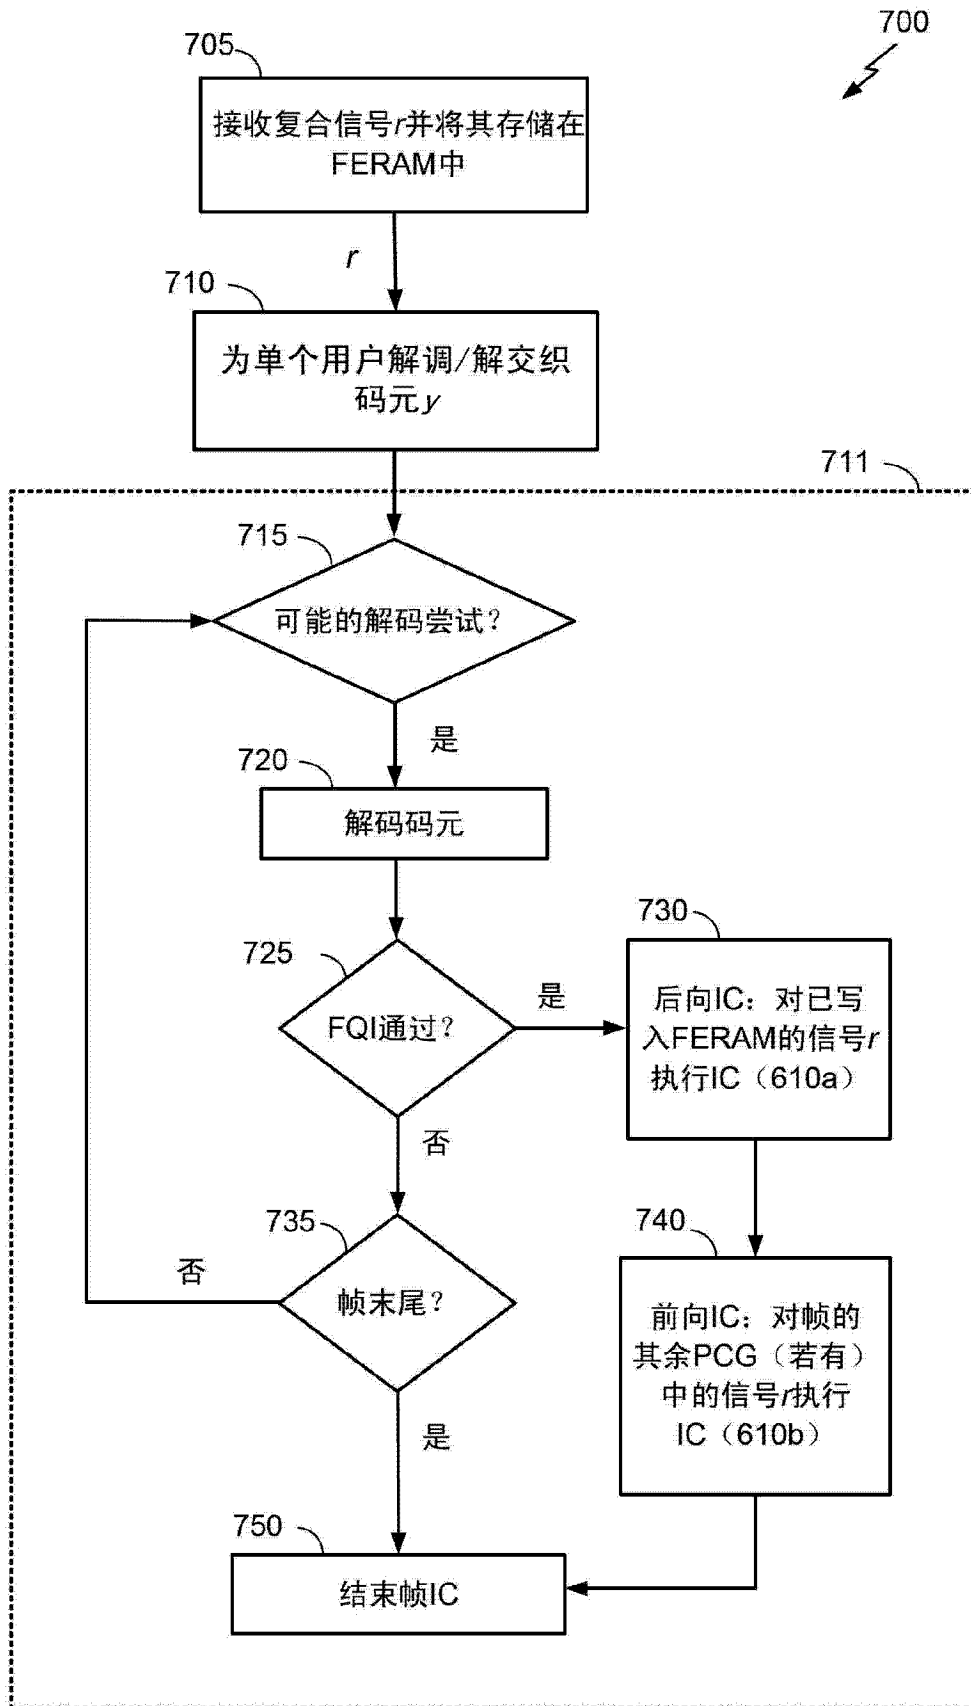 700
705
接收复合信号r并将其存储在
FERAM中
r
710
为单个用户解调/解交织
码元y
711
715
可能的解码尝试?
是
720
解码码元
725
FQI通过?
是
730
后向IC：对已写
入FERAM的信号r
执行IC（610a）
否
735
帧末尾?
否
740
前向IC：对帧的
其余PCG（若有）
中的信号r执行
IC（610b）
是
750
结束帧IC